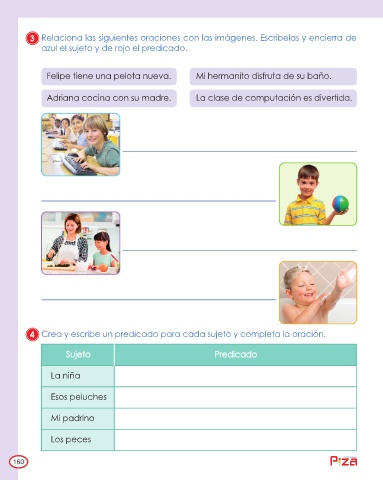 3 Relaciona las siguientes oraciones con las imágenes. Escríbelas y encierra de
azul el sujeto y de rojo el predicado.
Felipe tiene una pelota nueva. Mi hermanito disfruta de su baño.
Adriana cocina con su madre. La clase de computación es divertida.
4 Crea y escribe un predicado para cada sujeto y completa la oración.
Sujeto Predicado
La niña
Esos peluches
Mi padrino
Los peces
160 Piza